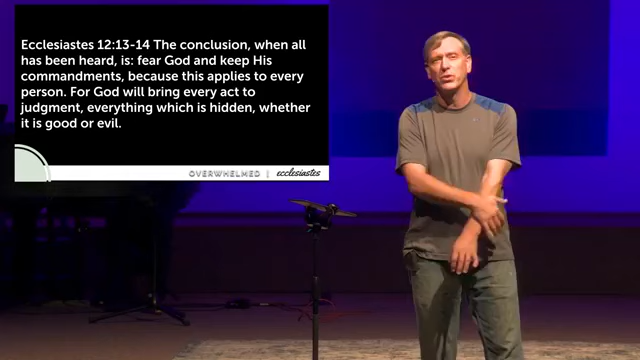 Ecclesiastes 12:13-14 The conclusion, when all
has been heard, is: fear God and keep His
commandments, because this applies to every
person. For God will bring every act to
judgment, everything which is hidden, whether
it is good or evil.
OVERWHELMED | ecclesiastes